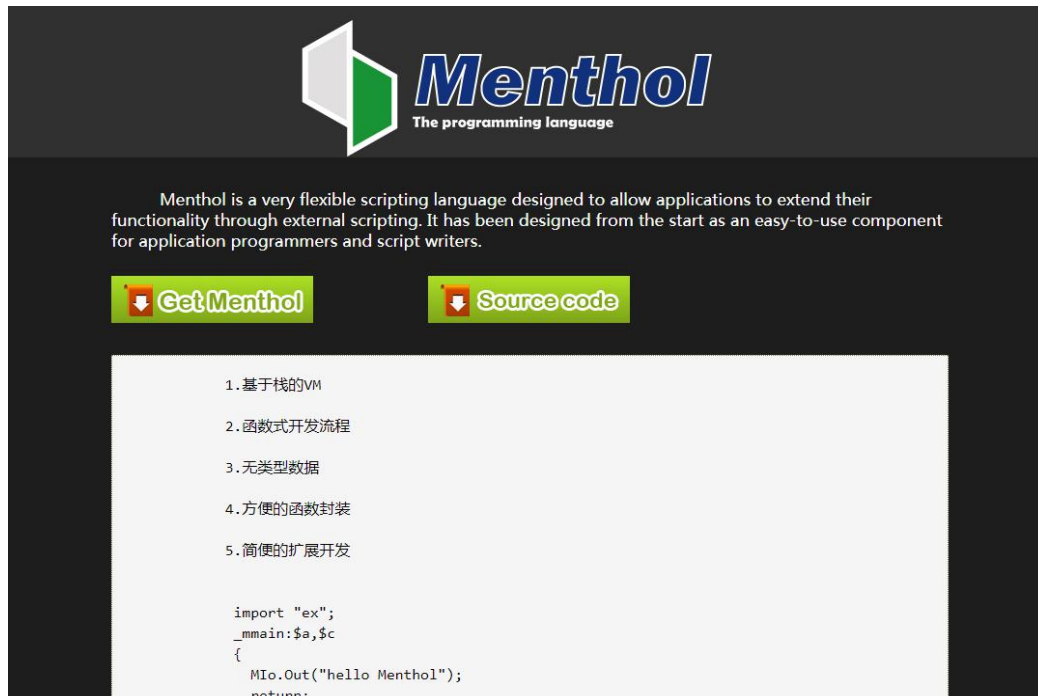 Menthol
The programming language
Menthol is a very flexible scripting language designed to allow applications to extend their
functionality through external scripting. It has been designed from the start as an easy-to-use component
for application programmers and script writers.
Get Menthol
Source code
1.基于栈的VM
2.函数式开发流程
3.无类型数据
4.方便的函数封装
5.简便的扩展开发
import "ex";
_mmain:$a,$c
{
MIo.Out("hello Menthol");
return;